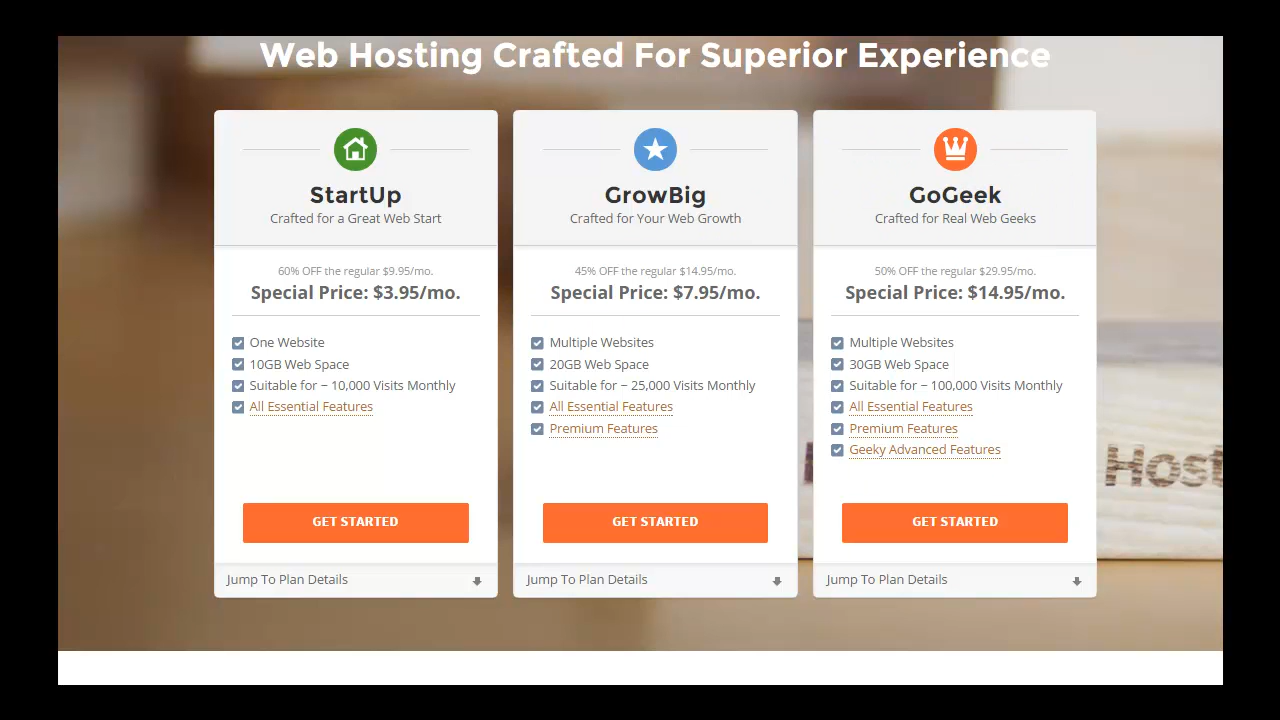 Web Hosting Crafted For Superior Experience
StartUp
Crafted for a Great Web Start
60% OFF the regular $9.95/mo.
Special Price: $3.95/mo.
One Website
10GB Web Space
Suitable for ~ 10,000 Visits Monthly
All Essential Features
GET STARTED
Jump To Plan Details
GrowBig
Crafted for Your Web Growth
45% OFF the regular $14.95/mo.
Special Price: $7.95/mo.
Multiple Websites
20GB Web Space
Suitable for ~ 25,000 Visits Monthly
All Essential Features
Premium Features
GET STARTED
Jump To Plan Details
GoGeek
Crafted for Real Web Geeks
50% OFF the regular $29.95/mo.
Special Price: $14.95/mo.
Multiple Websites
30GB Web Space
Suitable for ~ 100,000 Visits Monthly
All Essential Features
Premium Features
Geeky Advanced Features
GET STARTED
Jump To Plan Details
Host